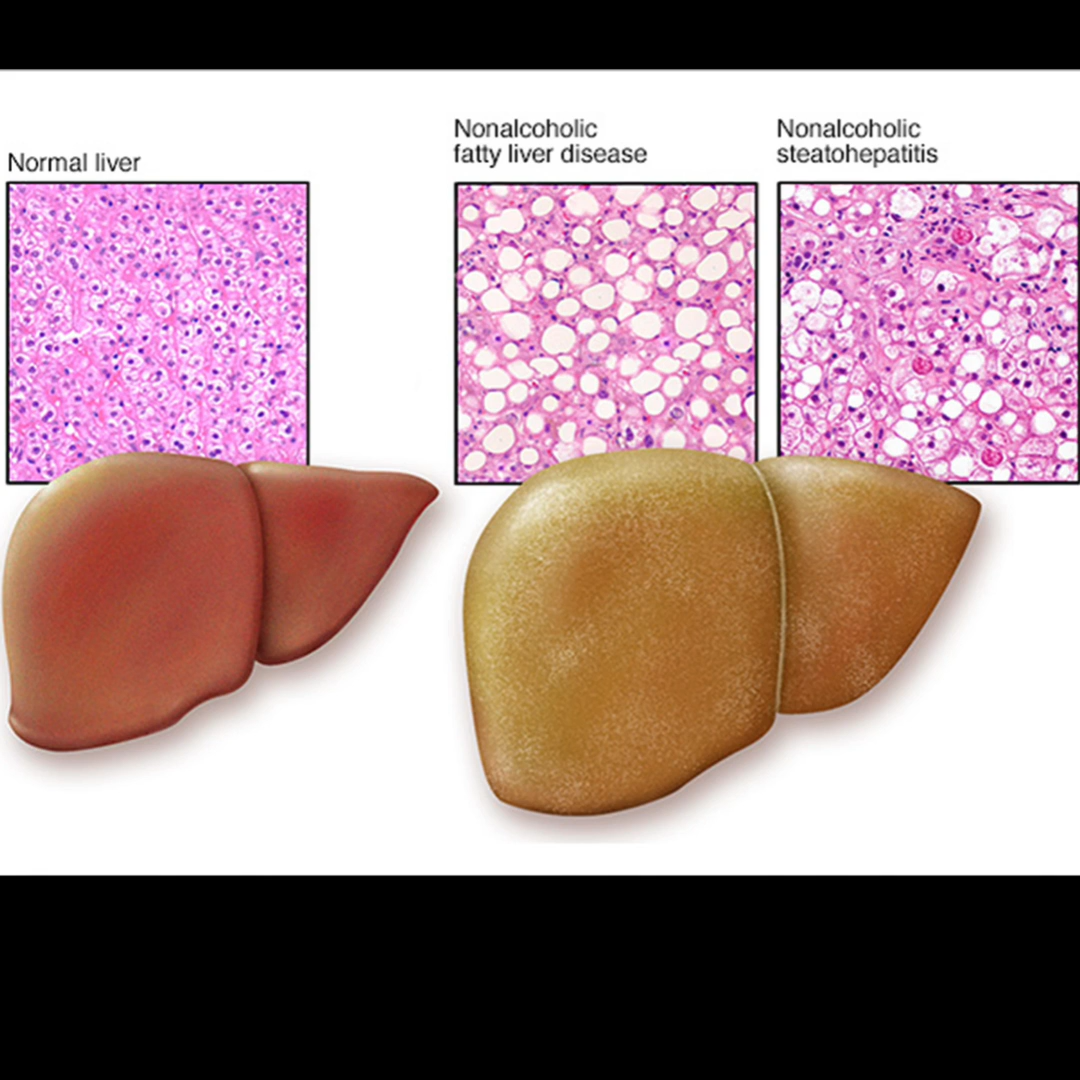 Normal liver
Nonalcoholic
fatty liver disease
Nonalcoholic
steatohepatitis